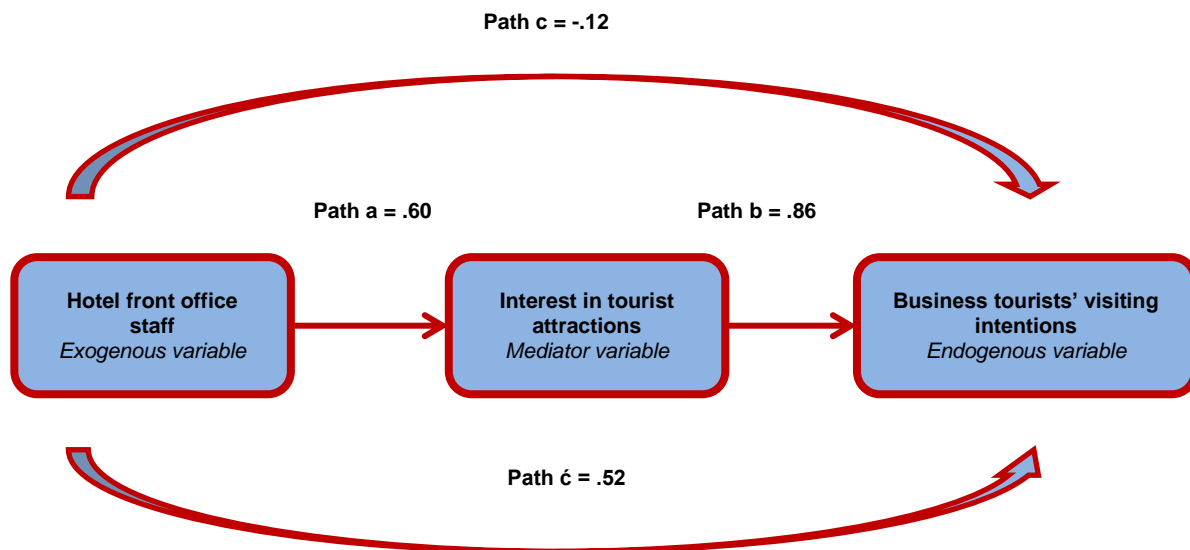 Path c = -.12
Path a = .60
Path b = .86
Hotel front office
staff
Exogenous variable
Interest in tourist
attractions
Mediator variable
Business tourists’ visiting
intentions
Endogenous variable
Path ć = .52